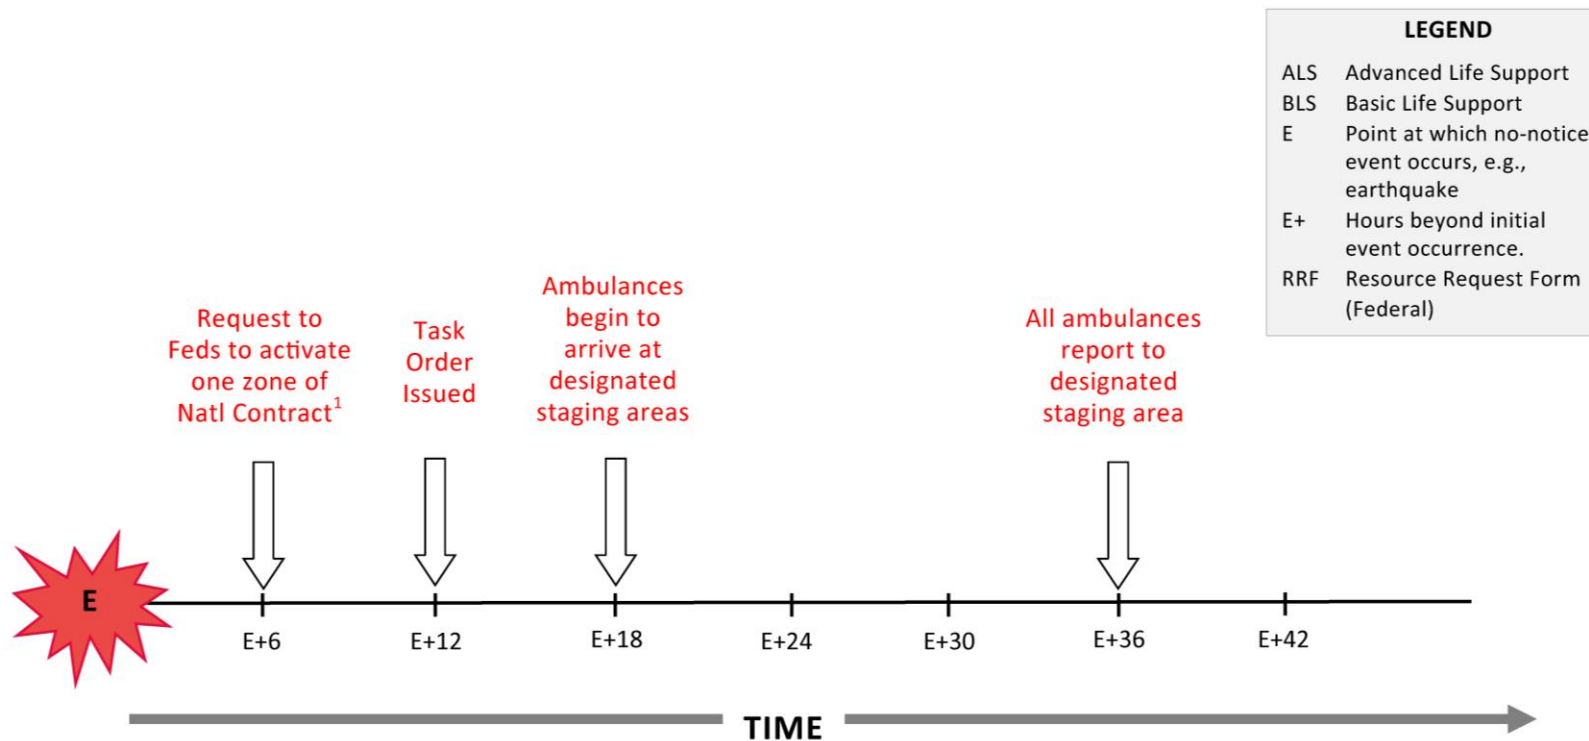 LEGEND
ALS Advanced Life Support
BLS Basic Life Support
E Point at which no-notice
event occurs, e.g.,
earthquake
E+ Hours beyond initial
event occurrence.
RRF Resource Request Form
(Federal)
Request to
Feds to activate
one zone of
Natl Contract¹
Task
Order
Issued
Ambulances
begin to
arrive at
designated
staging areas
All ambulances
report to
designated
staging area
E
E+6
E+12
E+18
E+24
E+30
E+36
E+42
TIME